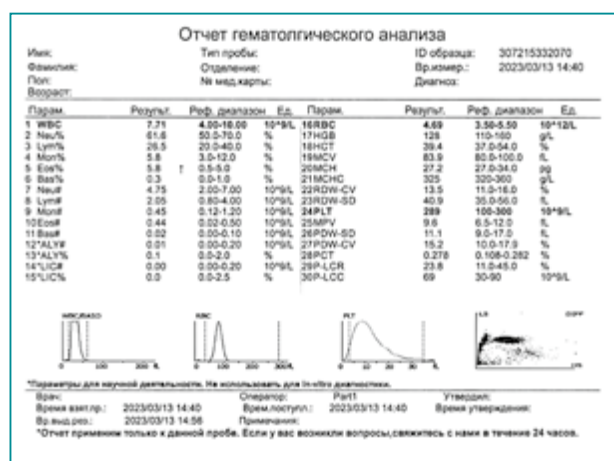 Отчет гематолгического анализа
Имя: Тип пробы: ID образца: 307215332070
Фамилия: Отделение: Вр.измер.: 2023/03/13 14:40
Пол: № мед.карты: Диагноз:
Возраст:
Парам. Результ. Реф. диапазон Ед. Парам. Результ. Реф. диапазон Ед.
1 WBC 7.71 4.00-10.00 10^9/L 16RBC 4.69 3.50-5.50 10^12/L
2 Neu% 61.6 50.0-70.0 % 17HGB 128 110-160 g/L
3 Lym% 26.5 20.0-40.0 % 18HCT 39.4 37.0-54.0 %
4 Mon% 5.8 3.0-12.0 % 19MCV 83.9 80.0-100.0 fL
5 Eos% 5.8 ↑ 0.5-5.0 % 20MCH 27.2 27.0-34.0 pg
6 Bas% 0.3 0.0-1.0 % 21MCHC 325 320-360 g/L
7 Neu# 4.75 2.00-7.00 10^9/L 22RDW-CV 13.5 11.0-16.0 %
8 Lym# 2.05 0.80-4.00 10^9/L 23RDW-SD 40.9 35.0-56.0 fL
9 Mon# 0.45 0.12-1.20 10^9/L 24PLT 289 100-300 10^9/L
10Eos# 0.44 0.02-0.50 10^9/L 25MPV 9.6 6.5-12.0 fL
11Bas# 0.02 0.00-0.10 10^9/L 26PDW-SD 11.1 9.0-17.0 fL
12*ALY# 0.01 0.00-0.20 10^9/L 27PDW-CV 15.2 10.0-17.9 %
13*ALY% 0.1 0.0-2.0 % 28PCT 0.278 0.108-0.282 %
14*LIC# 0.00 0.00-0.20 10^9/L 29P-LCR 23.8 11.0-45.0 %
15*LIC% 0.0 0.0-2.5 % 30P-LCC 69 30-90 10^9/L
WBC/BASO RBC PLT LS DIFF
0 100 300 fL 0 100 200 300 fL 0 10 20 30 40 fL
*Параметры для научной деятельности. Не использовать для In-vitro диагностики.
Врач: Оператор: Part1 Утвердил:
Время взят.пр.: 2023/03/13 14:40 Врем.поступл.: 2023/03/13 14:40 Время утверждения:
Вр.выд.рез.: 2023/03/13 14:56 Примечания:
*Отчет применим только к данной пробе. Если у вас возникли вопросы,свяжитесь с нами в течение 24 часов.